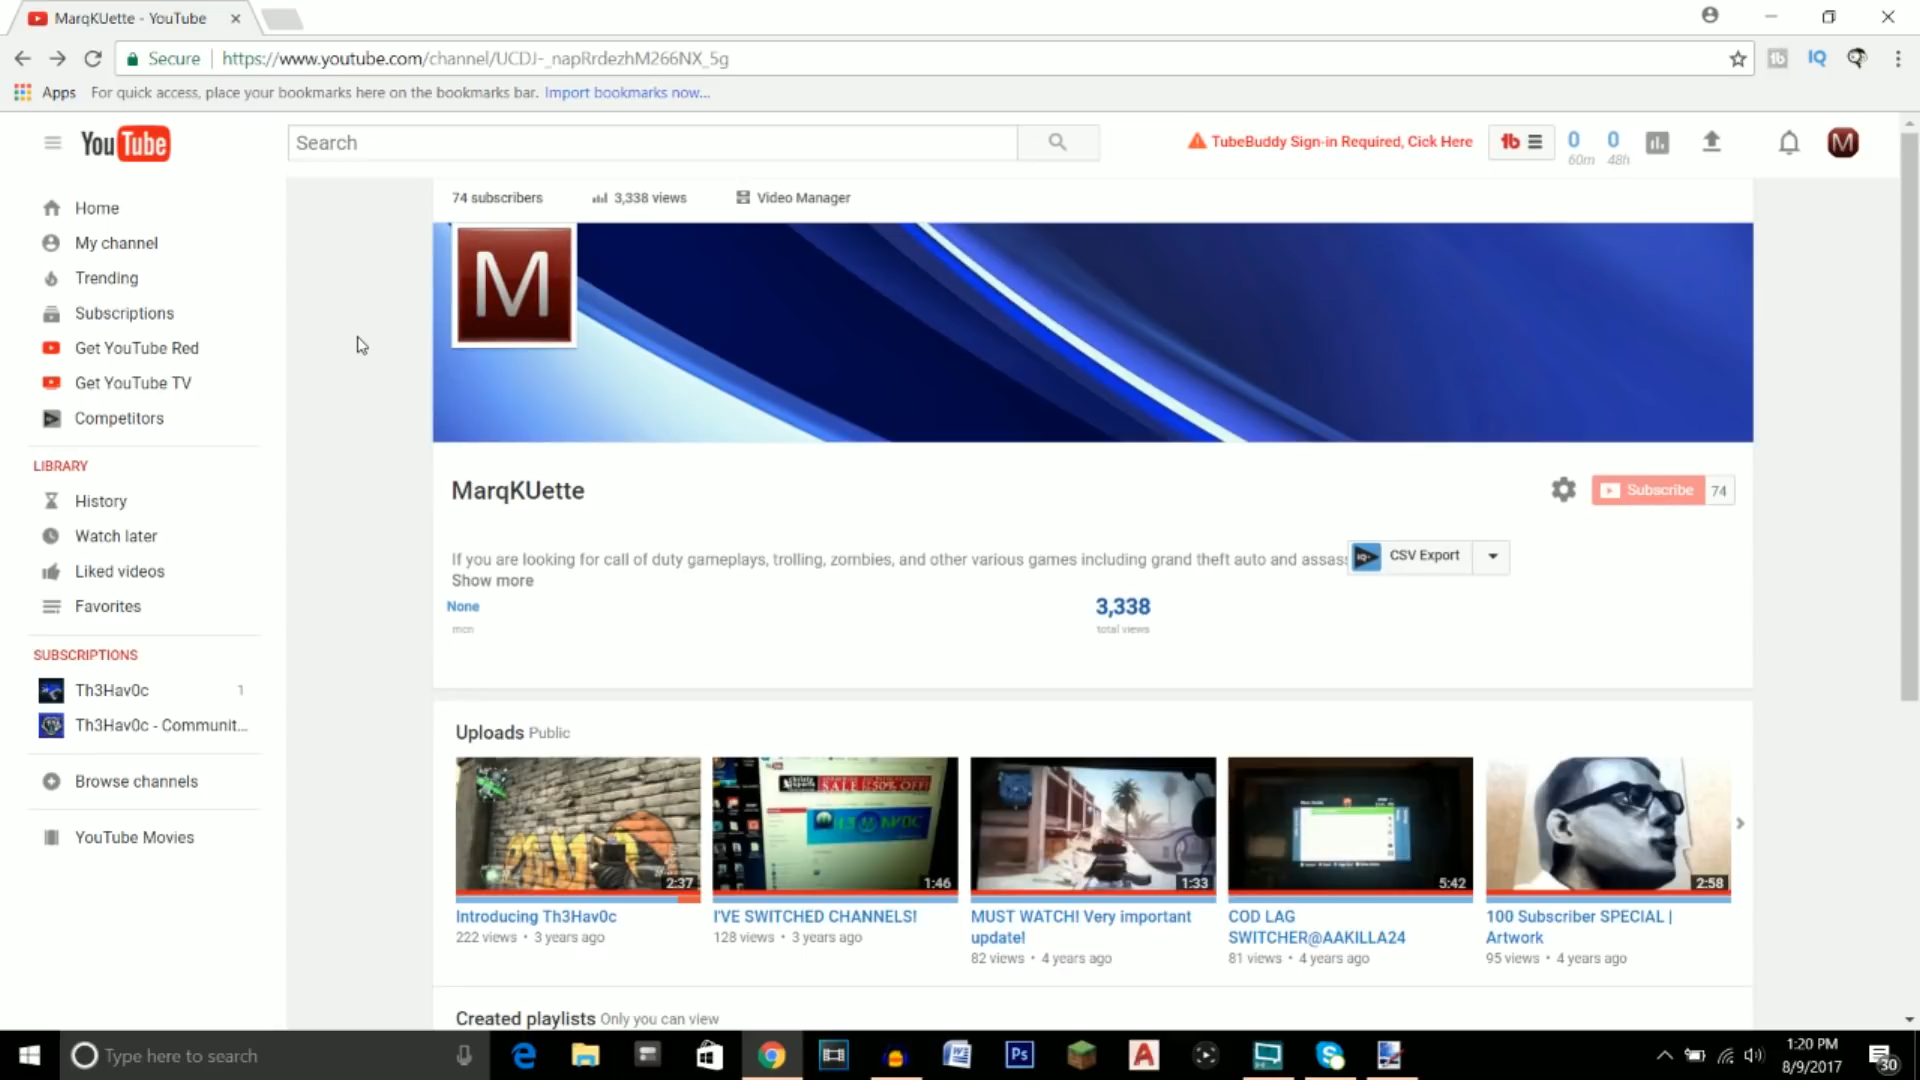 MarqKUette - YouTube
Secure https://www.youtube.com/channel/UCDJ-_napRrdezhM266NX_5g
IQ
Apps For quick access, place your bookmarks here on the bookmarks bar. Import bookmarks now...
YouTube
Search
TubeBuddy Sign-in Required, Cick Here
0 0
60m 48h
M
74 subscribers 3,338 views Video Manager
Home
My channel
Trending
Subscriptions
Get YouTube Red
Get YouTube TV
Competitors
LIBRARY
History
Watch later
Liked videos
Favorites
SUBSCRIPTIONS
Th3Hav0c 1
Th3Hav0c - Communit...
Browse channels
YouTube Movies
M
MarqKUette
Subscribe 74
If you are looking for call of duty gameplays, trolling, zombies, and other various games including grand theft auto and assass
CSV Export
Show more
None
mcn
3,338
total views
Uploads Public
2:37
SALE
1:46
1:33
5:42
2:58
Introducing Th3Hav0c
222 views • 3 years ago
I'VE SWITCHED CHANNELS!
128 views • 3 years ago
MUST WATCH! Very important
update!
82 views • 4 years ago
COD LAG
SWITCHER@AAKILLA24
81 views • 4 years ago
100 Subscriber SPECIAL |
Artwork
95 views • 4 years ago
Created playlists Only you can view
Type here to search
Ps
1:20 PM
8/9/2017
30